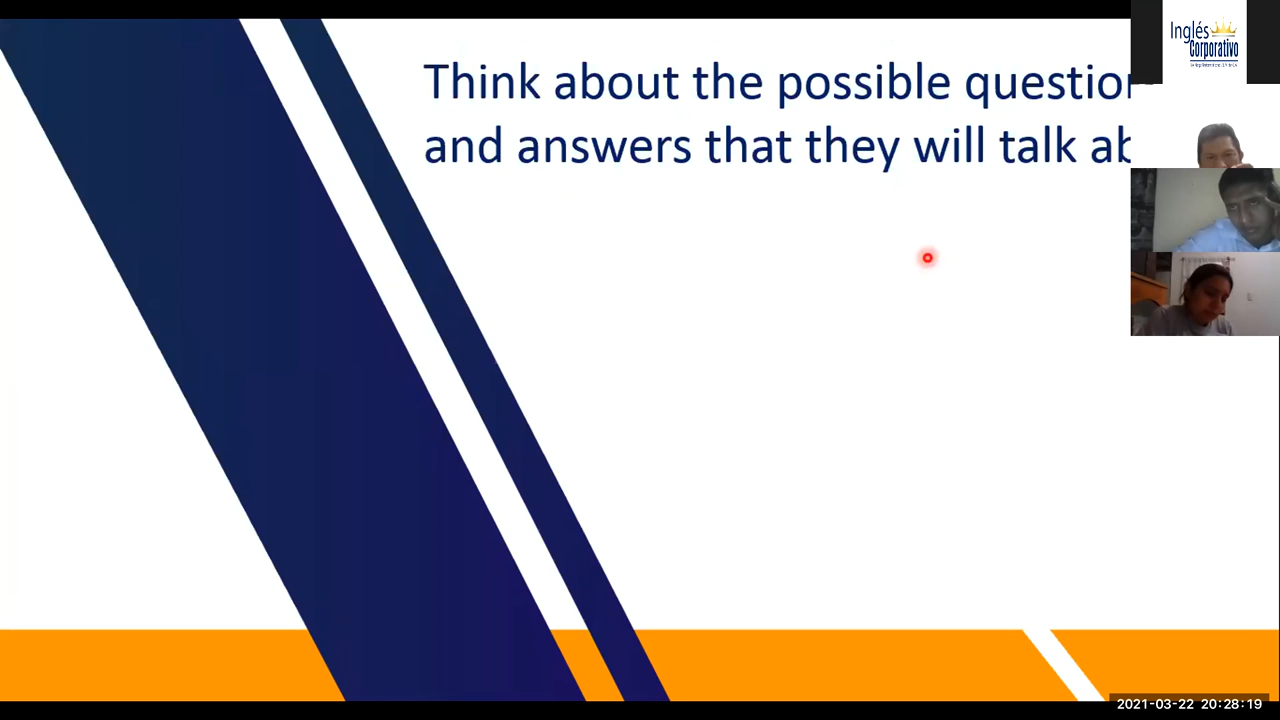 Think about the possible question
and answers that they will talk ab
Inglés
Corporativo
2021-03-22 20:28:19